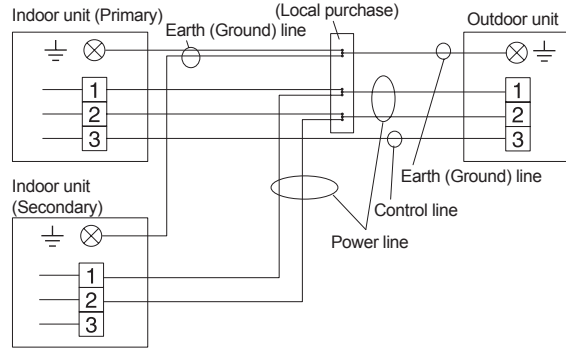 Indoor unit (Primary)
Earth (Ground) line
(Local purchase)
Outdoor unit
1
2
3
1
2
3
Earth (Ground) line
Control line
Power line
Indoor unit
(Secondary)
1
2
3